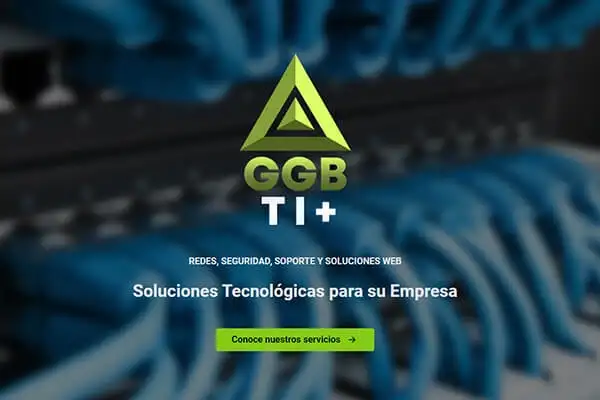 GGB
TI+
REDES, SEGURIDAD, SOPORTE Y SOLUCIONES WEB
Soluciones Tecnológicas para su Empresa
Conoce nuestros servicios →